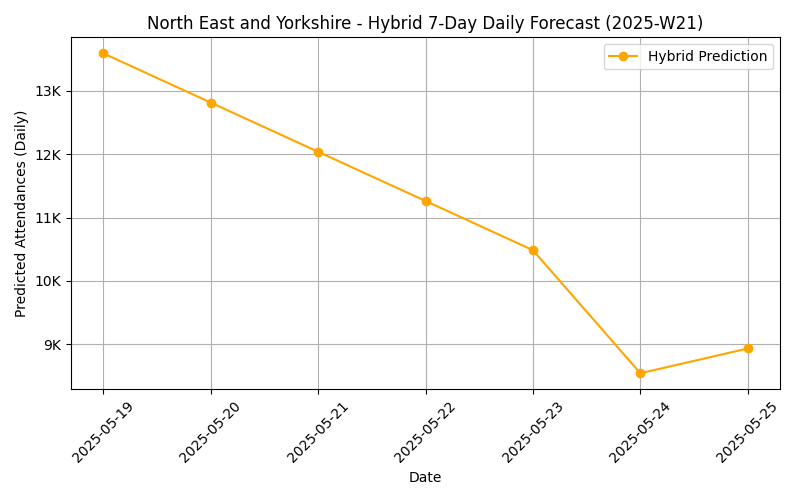 North East and Yorkshire - Hybrid 7-Day Daily Forecast (2025-W21)
Hybrid Prediction
Predicted Attendances (Daily)
13K
12K
11K
10K
9K
2025-05-19
2025-05-20
2025-05-21
2025-05-22
2025-05-23
2025-05-24
2025-05-25
Date